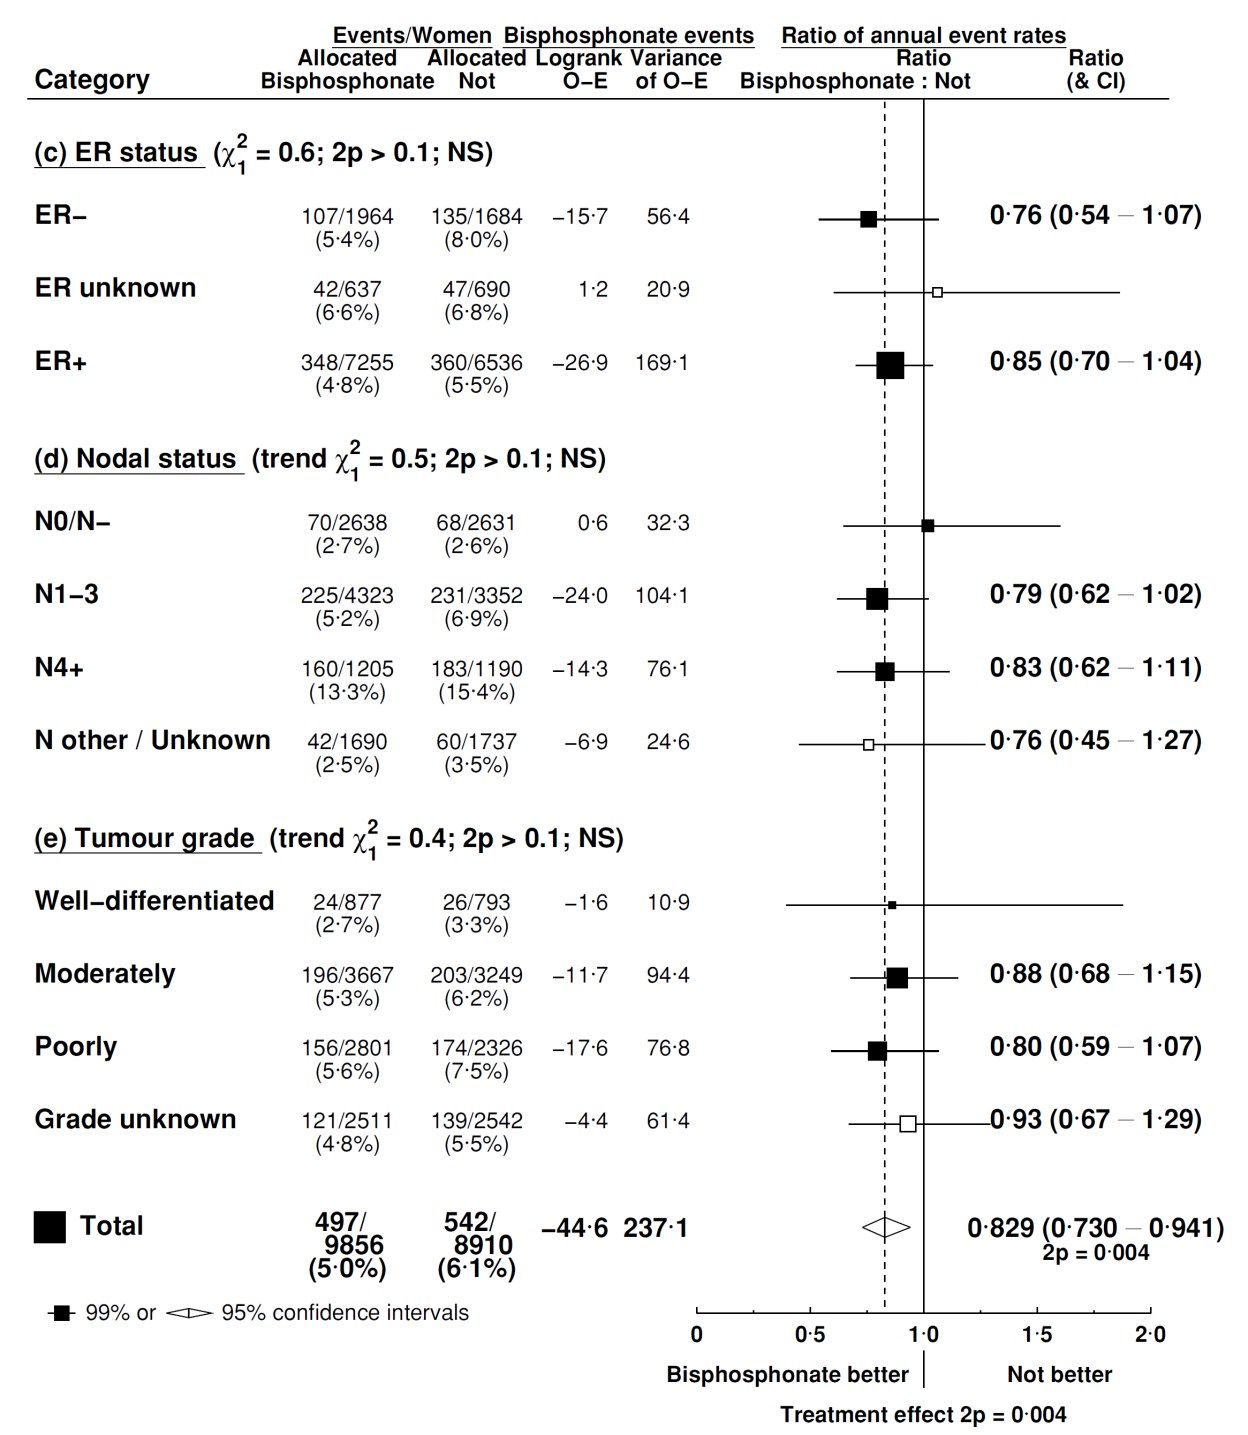 Events/Women Bisphosphonate events Ratio of annual event rates
Allocated Allocated Logrank Variance Ratio Ratio
Category Bisphosphonate Not O–E of O–E Bisphosphonate : Not (& CI)
(c) ER status (χ²₁ = 0.6; 2p > 0.1; NS)
ER– 107/1964 135/1684 –15·7 56·4 0·76 (0·54 – 1·07)
(5·4%) (8·0%)
ER unknown 42/637 47/690 1·2 20·9
(6·6%) (6·8%)
ER+ 348/7255 360/6536 –26·9 169·1 0·85 (0·70 – 1·04)
(4·8%) (5·5%)
(d) Nodal status (trend χ²₁ = 0.5; 2p > 0.1; NS)
N0/N– 70/2638 68/2631 0·6 32·3
(2·7%) (2·6%)
N1–3 225/4323 231/3352 –24·0 104·1 0·79 (0·62 – 1·02)
(5·2%) (6·9%)
N4+ 160/1205 183/1190 –14·3 76·1 0·83 (0·62 – 1·11)
(13·3%) (15·4%)
N other / Unknown 42/1690 60/1737 –6·9 24·6 0·76 (0·45 – 1·27)
(2·5%) (3·5%)
(e) Tumour grade (trend χ²₁ = 0.4; 2p > 0.1; NS)
Well–differentiated 24/877 26/793 –1·6 10·9
(2·7%) (3·3%)
Moderately 196/3667 203/3249 –11·7 94·4 0·88 (0·68 – 1·15)
(5·3%) (6·2%)
Poorly 156/2801 174/2326 –17·6 76·8 0·80 (0·59 – 1·07)
(5·6%) (7·5%)
Grade unknown 121/2511 139/2542 –4·4 61·4 0·93 (0·67 – 1·29)
(4·8%) (5·5%)
Total 497/ 542/ –44·6 237·1 0·829 (0·730 – 0·941)
9856 8910 2p = 0·004
(5·0%) (6·1%)
99% or 95% confidence intervals
0 0·5 1·0 1·5 2·0
Bisphosphonate better Not better
Treatment effect 2p = 0·004